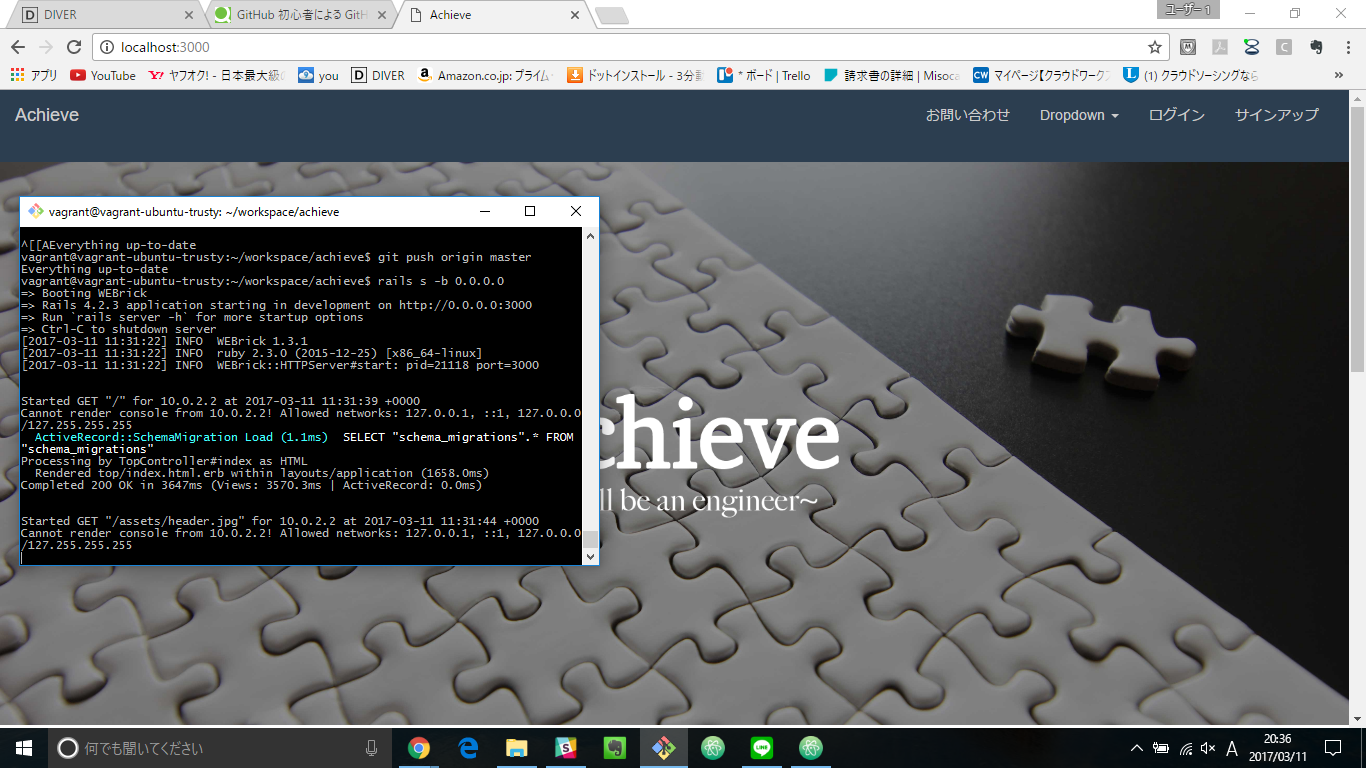 DIVER
GitHub 初心者による GitH
Achieve
ユーザー 1
localhost:3000
アプリ
YouTube
ヤフオク! - 日本最大級の
you
DIVER
Amazon.co.jp: プライム
ドットインストール - 3分動
* ボード | Trello
請求書の詳細 | Misoca
マイページ【クラウドワークス
(1) クラウドソーシングなら
»
Achieve
お問い合わせ
Dropdown
ログイン
サインアップ
vagrant@vagrant-ubuntu-trusty: ~/workspace/achieve
^[[AEverything up-to-date
vagrant@vagrant-ubuntu-trusty:~/workspace/achieve$ git push origin master
Everything up-to-date
vagrant@vagrant-ubuntu-trusty:~/workspace/achieve$ rails s -b 0.0.0.0
=> Booting WEBrick
=> Rails 4.2.3 application starting in development on http://0.0.0.0:3000
=> Run `rails server -h` for more startup options
=> Ctrl-C to shutdown server
[2017-03-11 11:31:22] INFO  WEBrick 1.3.1
[2017-03-11 11:31:22] INFO  ruby 2.3.0 (2015-12-25) [x86_64-linux]
[2017-03-11 11:31:22] INFO  WEBrick::HTTPServer#start: pid=21118 port=3000
Started GET "/" for 10.0.2.2 at 2017-03-11 11:31:39 +0000
Cannot render console from 10.0.2.2! Allowed networks: 127.0.0.1, ::1, 127.0.0.0
/127.255.255.255
ActiveRecord::SchemaMigration Load (1.1ms)  SELECT "schema_migrations".* FROM
"schema_migrations"
Processing by TopController#index as HTML
Rendered top/index.html.erb within layouts/application (1658.0ms)
Completed 200 OK in 3647ms (Views: 3570.3ms | ActiveRecord: 0.0ms)
Started GET "/assets/header.jpg" for 10.0.2.2 at 2017-03-11 11:31:44 +0000
Cannot render console from 10.0.2.2! Allowed networks: 127.0.0.1, ::1, 127.0.0.0
/127.255.255.255
chieve
ll be an engineer~
何でも聞いてください
LINE
A
20:36
2017/03/11